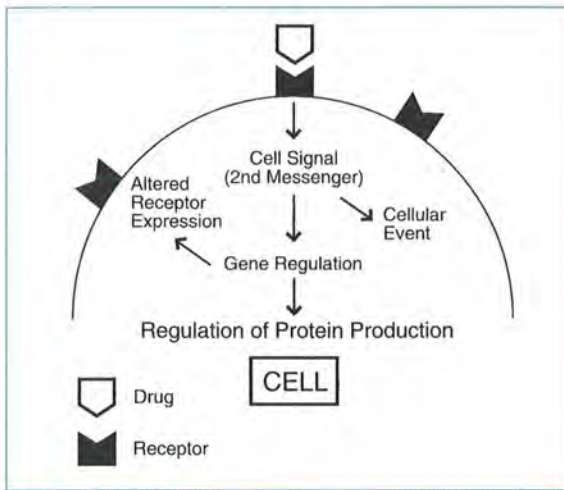 Cell Signal
(2nd Messenger)
Altered
Receptor
Expression
Cellular
Event
Gene Regulation
Regulation of Protein Production
CELL
Drug
Receptor